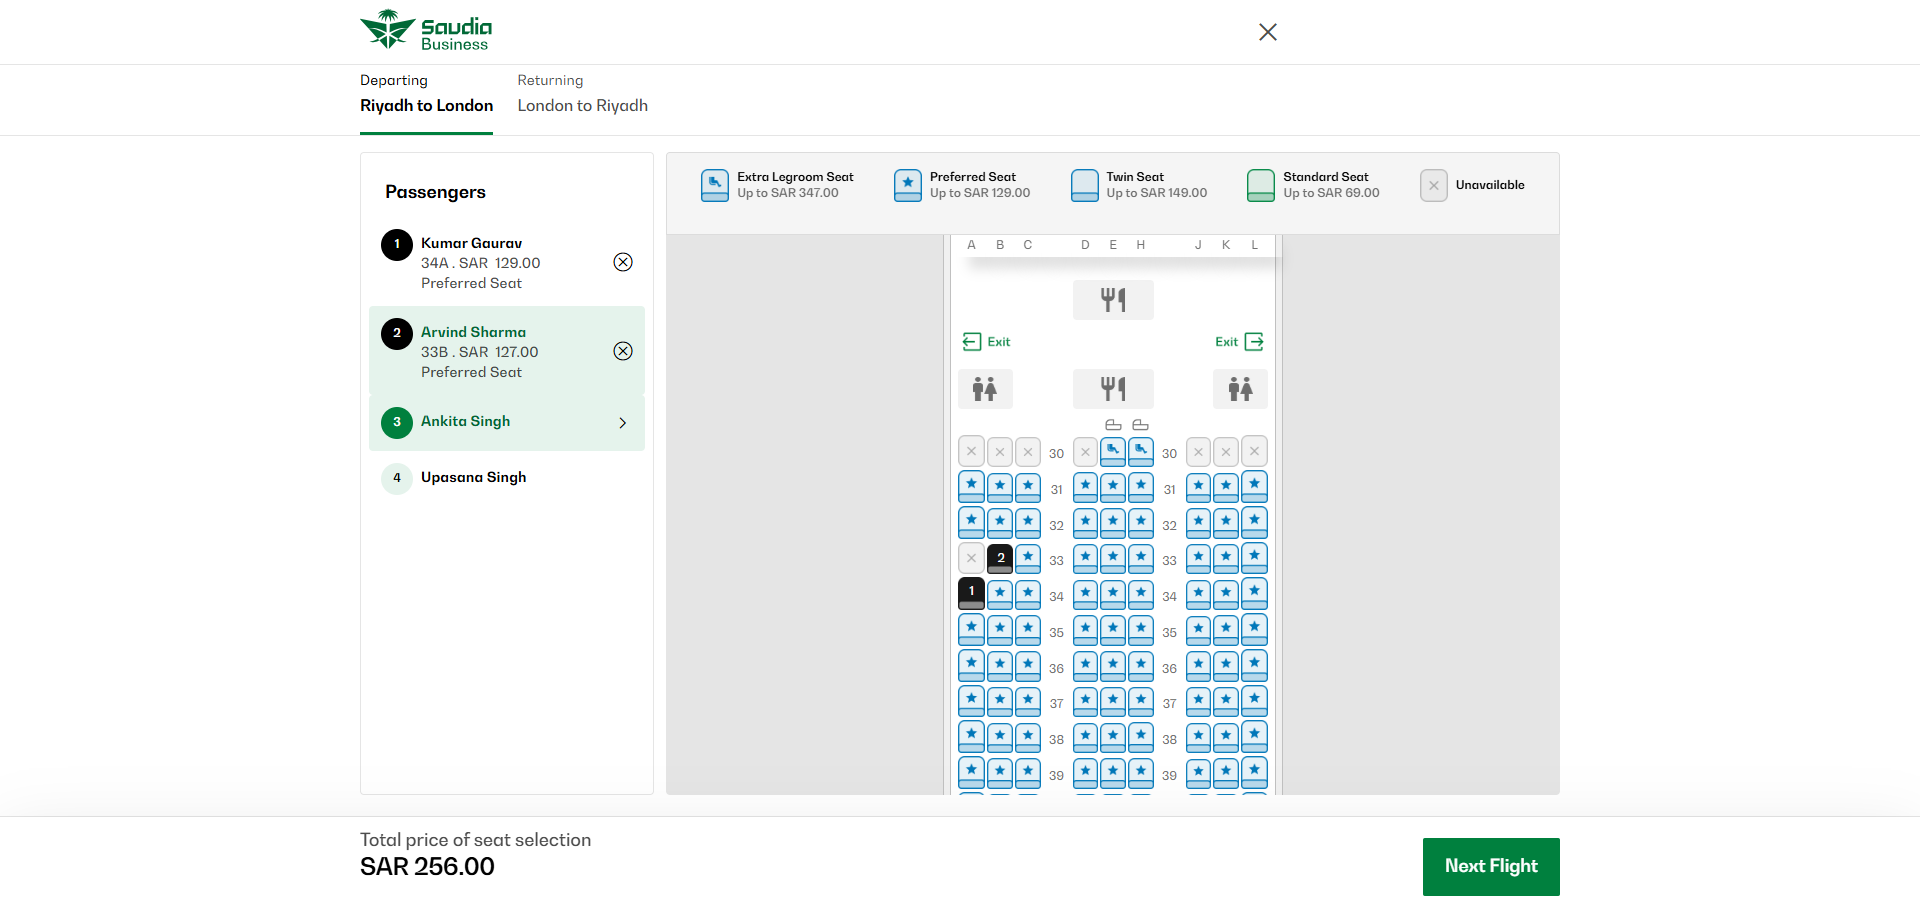 Saudia
Business
Departing
Riyadh to London
Returning
London to Riyadh
Passengers
1
Kumar Gaurav
34A . SAR 129.00
Preferred Seat
2
Arvind Sharma
33B . SAR 127.00
Preferred Seat
3
Ankita Singh
4
Upasana Singh
Extra Legroom Seat
Up to SAR 347.00
Preferred Seat
Up to SAR 129.00
Twin Seat
Up to SAR 149.00
Standard Seat
Up to SAR 69.00
Unavailable
A B C D E H J K L
Exit Exit
30 30
31 31
32 32
2 33 33
1 34 34
35 35
36 36
37 37
38 38
39 39
Total price of seat selection
SAR 256.00
Next Flight